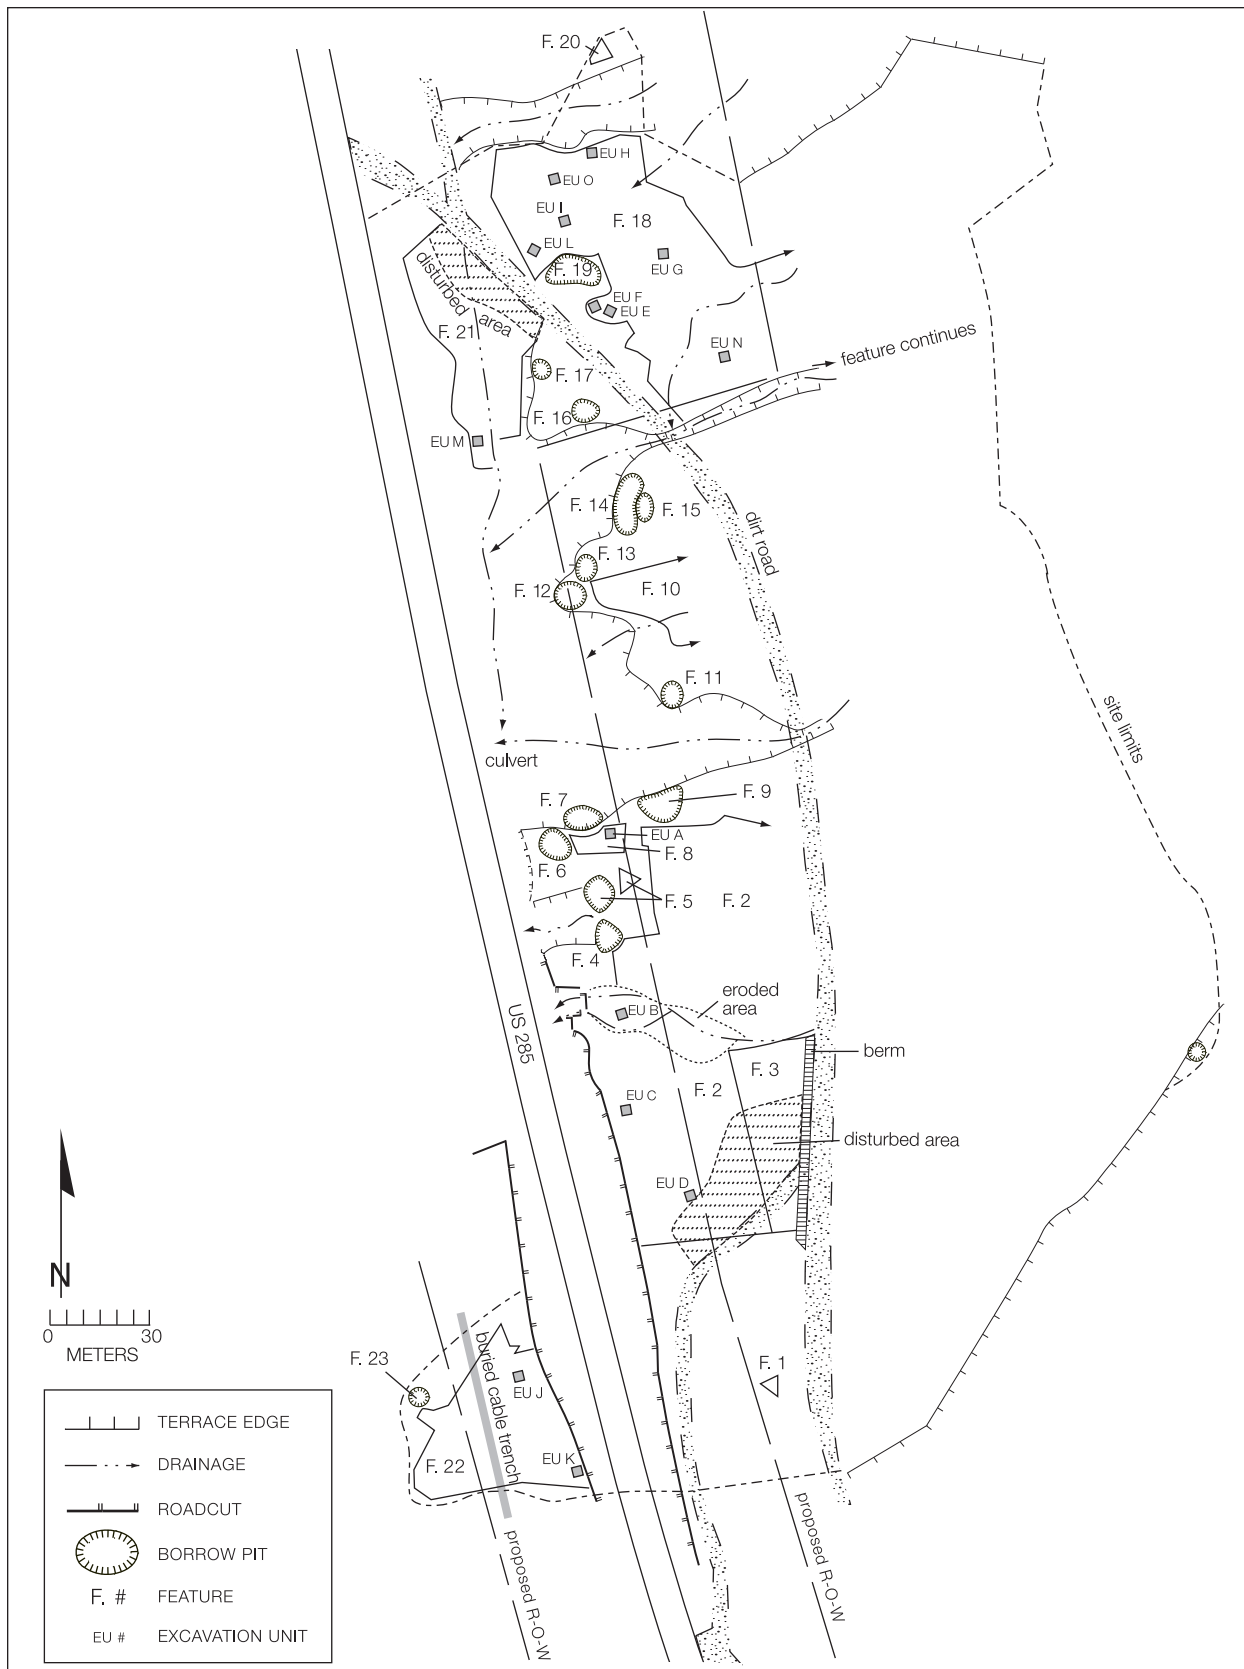 F. 20
EU H
EU O
EU I
F. 18
EU L
EU G
F. 19
disturbed
area
EU F
EU E
F. 21
EU N
feature continues
F. 17
F. 16
EU M
F. 14
F. 15
dirt road
F. 13
F. 12
F. 10
F. 11
site limits
culvert
F. 7
F. 9
EU A
F. 8
F. 6
F. 5
F. 2
F. 4
eroded
area
EU B
US 285
berm
F. 3
F. 2
EU C
disturbed area
EU D
N
0 30
METERS
F. 23
buried cable trench
EU J
F. 1
F. 22
EU K
proposed R-O-W
proposed R-O-W
TERRACE EDGE
DRAINAGE
ROADCUT
BORROW PIT
F. # FEATURE
EU # EXCAVATION UNIT